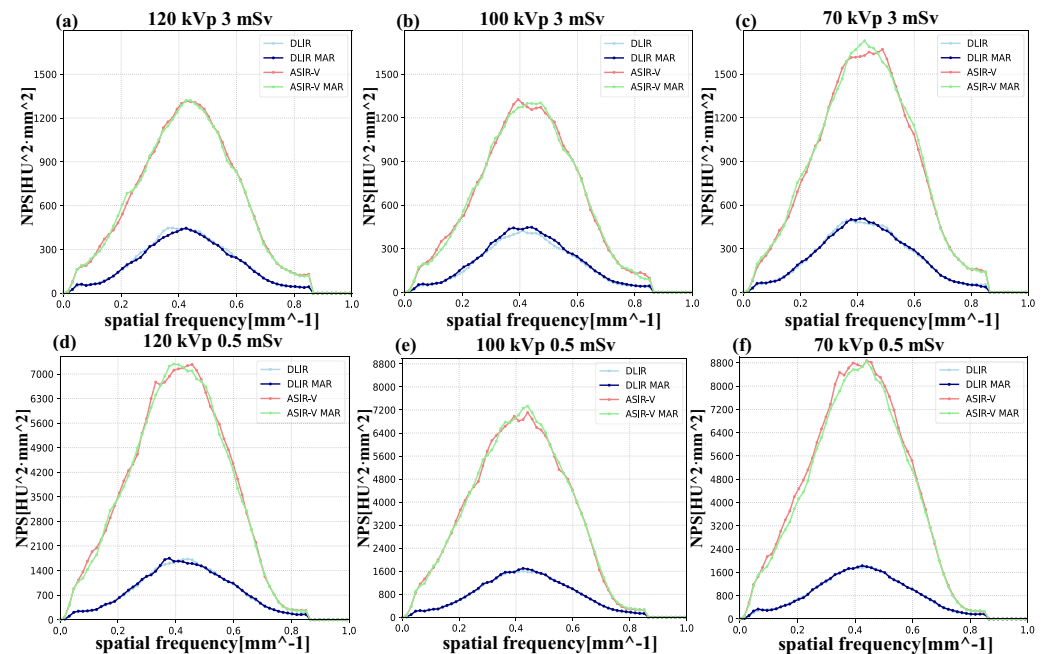 (a) 120 kVp 3 mSv
NPS[HU^2·mm^2]
1500
1200
900
600
300
0
DLIR
DLIR MAR
ASIR-V
ASIR-V MAR
0.0 0.2 0.4 0.6 0.8 1.0
spatial frequency[mm^-1]
(b) 100 kVp 3 mSv
NPS[HU^2·mm^2]
1500
1200
900
600
300
0
DLIR
DLIR MAR
ASIR-V
ASIR-V MAR
0.0 0.2 0.4 0.6 0.8 1.0
spatial frequency[mm^-1]
(c) 70 kVp 3 mSv
NPS[HU^2·mm^2]
1500
1200
900
600
300
0
DLIR
DLIR MAR
ASIR-V
ASIR-V MAR
0.0 0.2 0.4 0.6 0.8 1.0
spatial frequency[mm^-1]
(d) 120 kVp 0.5 mSv
NPS[HU^2·mm^2]
7000
6300
5600
4900
4200
3500
2800
2100
1400
700
0
DLIR
DLIR MAR
ASIR-V
ASIR-V MAR
0.0 0.2 0.4 0.6 0.8 1.0
spatial frequency[mm^-1]
(e) 100 kVp 0.5 mSv
NPS[HU^2·mm^2]
8800
8000
7200
6400
5600
4800
4000
3200
2400
1600
800
0
DLIR
DLIR MAR
ASIR-V
ASIR-V MAR
0.0 0.2 0.4 0.6 0.8 1.0
spatial frequency[mm^-1]
(f) 70 kVp 0.5 mSv
NPS[HU^2·mm^2]
8800
8000
7200
6400
5600
4800
4000
3200
2400
1600
800
0
DLIR
DLIR MAR
ASIR-V
ASIR-V MAR
0.0 0.2 0.4 0.6 0.8 1.0
spatial frequency[mm^-1]